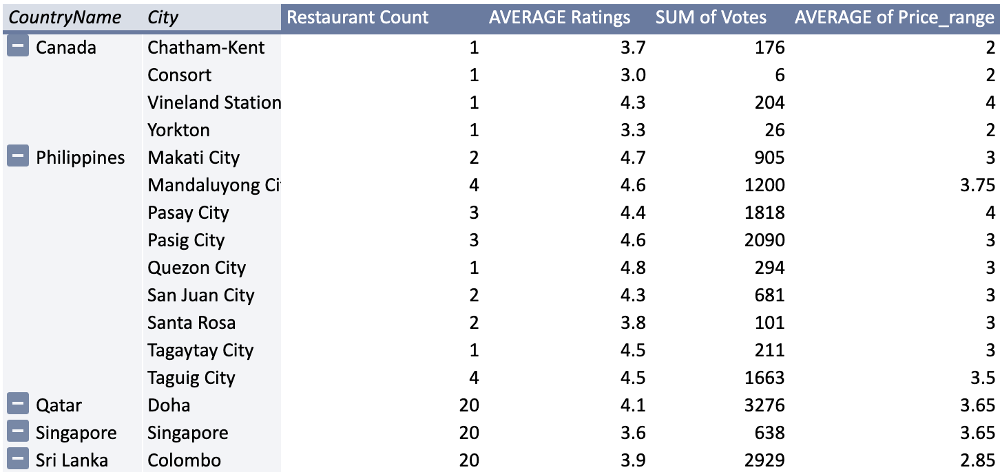 CountryName City Restaurant Count AVERAGE Ratings SUM of Votes AVERAGE of Price_range
Canada Chatham-Kent 1 3.7 176 2
Consort 1 3.0 6 2
Vineland Station 1 4.3 204 4
Yorkton 1 3.3 26 2
Philippines Makati City 2 4.7 905 3
Mandaluyong Ci 4 4.6 1200 3.75
Pasay City 3 4.4 1818 4
Pasig City 3 4.6 2090 3
Quezon City 1 4.8 294 3
San Juan City 2 4.3 681 3
Santa Rosa 2 3.8 101 3
Tagaytay City 1 4.5 211 3
Taguig City 4 4.5 1663 3.5
Qatar Doha 20 4.1 3276 3.65
Singapore Singapore 20 3.6 638 3.65
Sri Lanka Colombo 20 3.9 2929 2.85